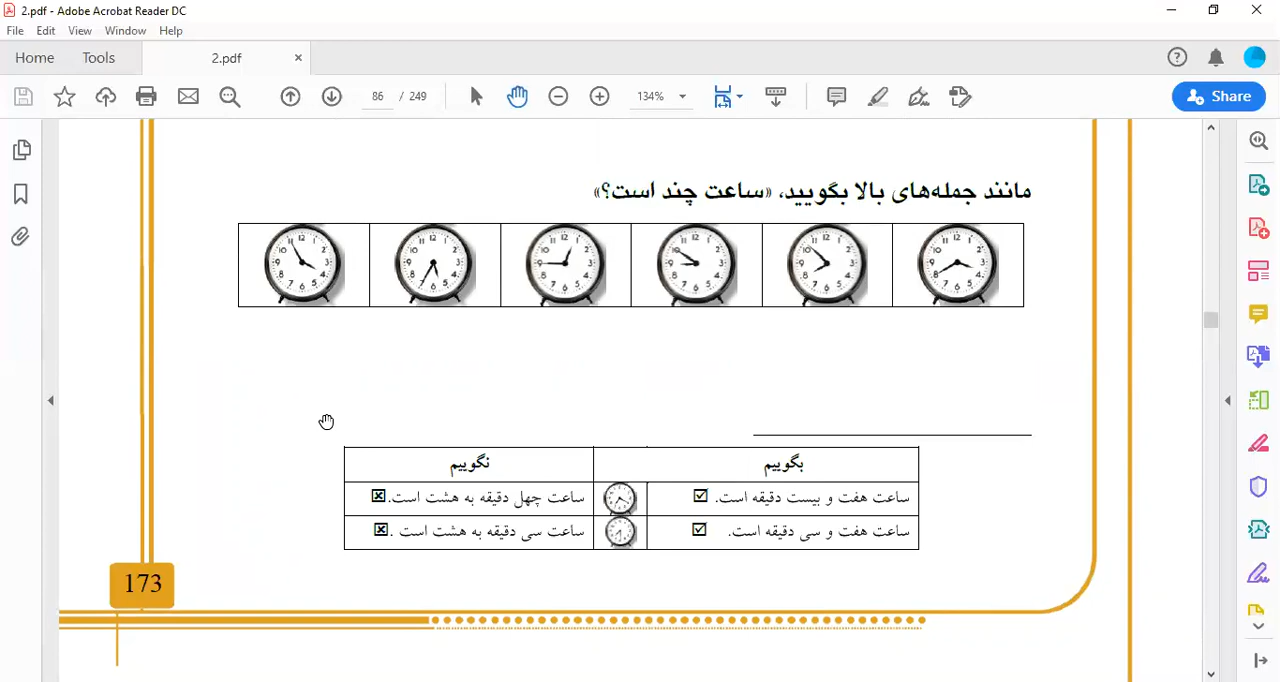 2.pdf - Adobe Acrobat Reader DC
File Edit View Window Help
Home Tools 2.pdf ×
86 / 249 134% Share
مانند جمله‌های بالا بگویید، «ساعت چند است؟»
بگوییم نگوییم
ساعت هفت و بیست دقیقه است. ☑ ساعت چهل دقیقه به هشت است. ☒
ساعت هفت و سی دقیقه است. ☑ ساعت سی دقیقه به هشت است . ☒
173